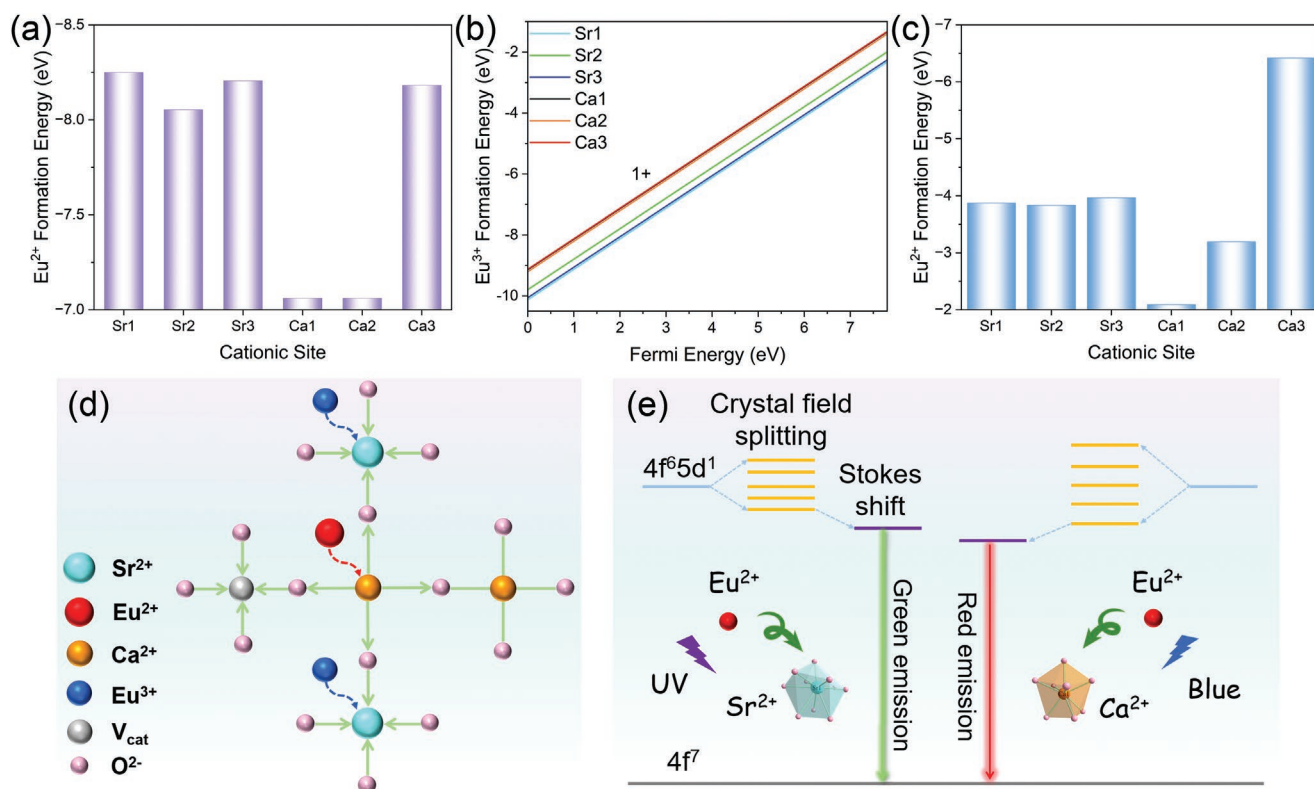 (a)
Eu²⁺ Formation Energy (eV)
−8.5
−8.0
−7.5
−7.0
Sr1 Sr2 Sr3 Ca1 Ca2 Ca3
Cationic Site
(b)
Eu³⁺ Formation Energy (eV)
-2
-4
-6
-8
-10
Sr1
Sr2
Sr3
Ca1
Ca2
Ca3
1+
0 1 2 3 4 5 6 7
Fermi Energy (eV)
(c)
Eu²⁺ Formation Energy (eV)
−7
−6
−5
−4
−3
−2
Sr1 Sr2 Sr3 Ca1 Ca2 Ca3
Cationic Site
(d)
Sr²⁺
Eu²⁺
Ca²⁺
Eu³⁺
V_cat
O²⁻
(e)
Crystal field
splitting
4f⁶5d¹
Stokes
shift
Eu²⁺
UV
Sr²⁺
Green emission
Red emission
Eu²⁺
Ca²⁺
Blue
4f⁷